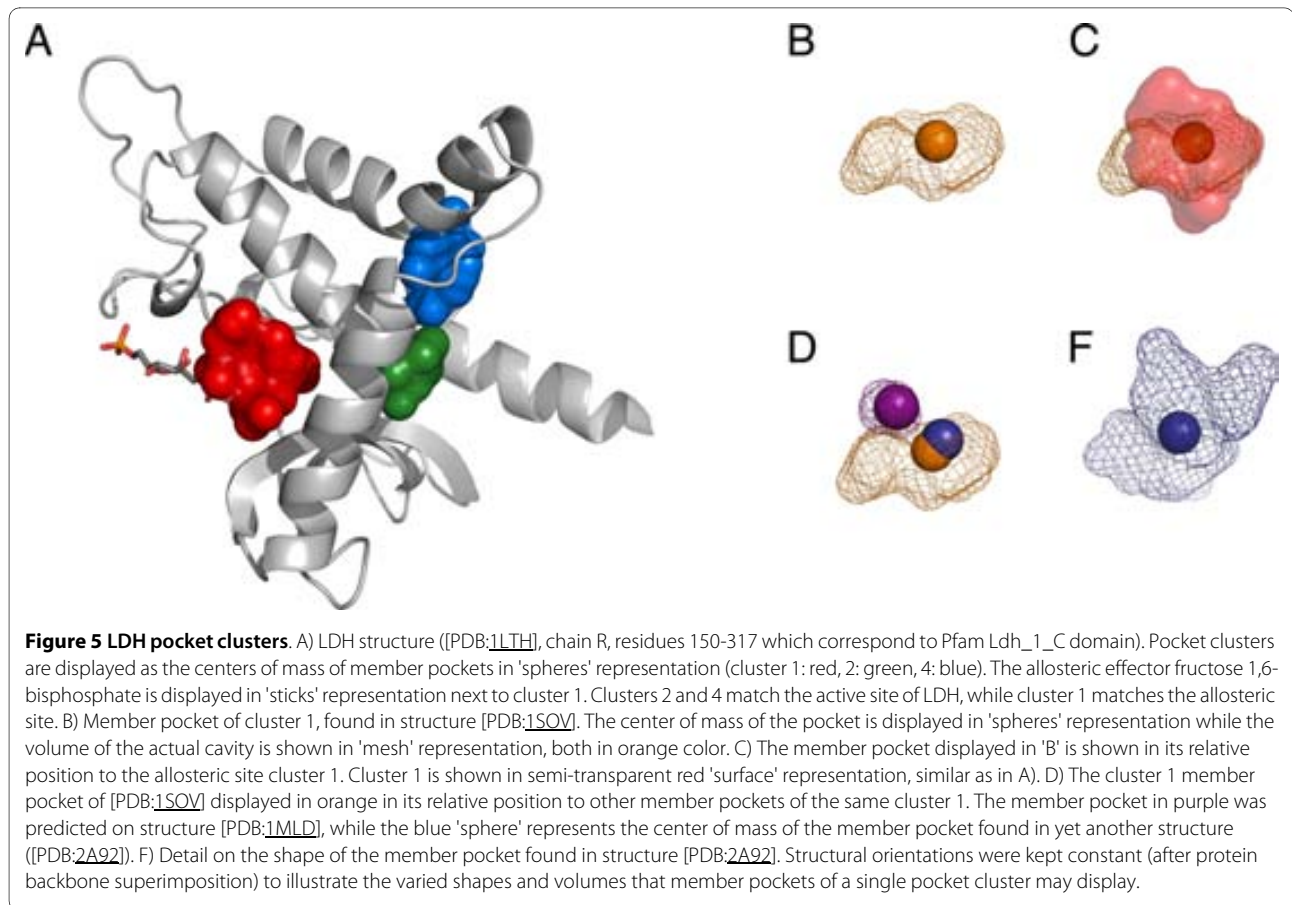 A
B
C
D
F
Figure 5 LDH pocket clusters. A) LDH structure ([PDB:1LTH], chain R, residues 150-317 which correspond to Pfam Ldh_1_C domain). Pocket clusters
are displayed as the centers of mass of member pockets in 'spheres' representation (cluster 1: red, 2: green, 4: blue). The allosteric effector fructose 1,6-
bisphosphate is displayed in 'sticks' representation next to cluster 1. Clusters 2 and 4 match the active site of LDH, while cluster 1 matches the allosteric
site. B) Member pocket of cluster 1, found in structure [PDB:1SOV]. The center of mass of the pocket is displayed in 'spheres' representation while the
volume of the actual cavity is shown in 'mesh' representation, both in orange color. C) The member pocket displayed in 'B' is shown in its relative
position to the allosteric site cluster 1. Cluster 1 is shown in semi-transparent red 'surface' representation, similar as in A). D) The cluster 1 member
pocket of [PDB:1SOV] displayed in orange in its relative position to other member pockets of the same cluster 1. The member pocket in purple was
predicted on structure [PDB:1MLD], while the blue 'sphere' represents the center of mass of the member pocket found in yet another structure
([PDB:2A92]). F) Detail on the shape of the member pocket found in structure [PDB:2A92]. Structural orientations were kept constant (after protein
backbone superimposition) to illustrate the varied shapes and volumes that member pockets of a single pocket cluster may display.